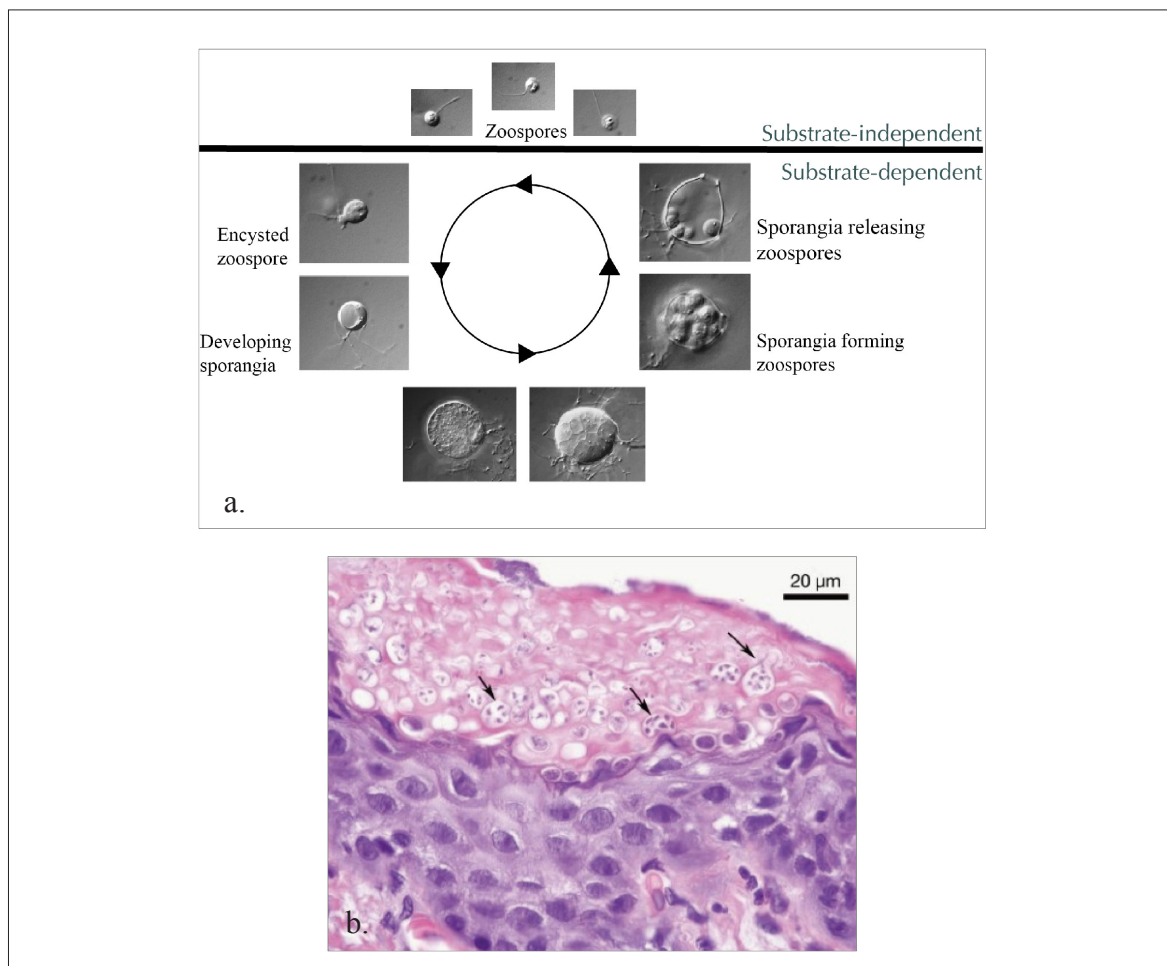 Zoospores
Substrate-independent
Substrate-dependent
Encysted
zoospore
Developing
sporangia
Sporangia releasing
zoospores
Sporangia forming
zoospores
a.
20 µm
b.